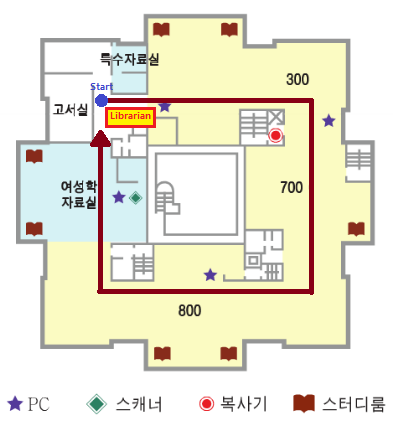 특수자료실
300
Start
고서실
Librarian
여성학
자료실
700
800
PC
스캐너
복사기
스터디룸